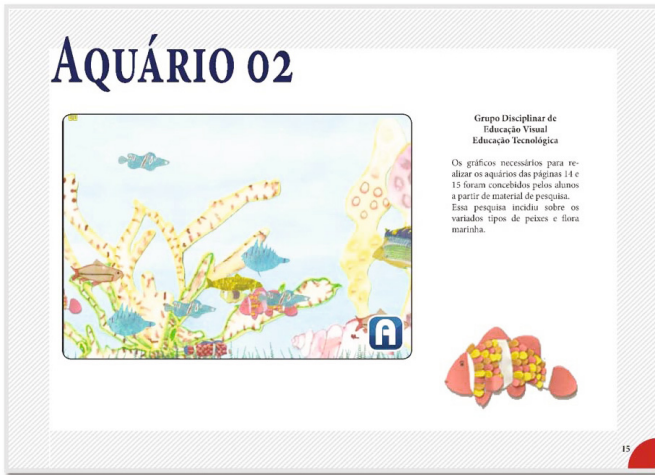 AQUÁRIO 02
Grupo Disciplinar de
Educação Visual
Educação Tecnológica
Os gráficos necessários para re-
alizar os aquários das páginas 14 e
15 foram concebidos pelos alunos
a partir de material de pesquisa.
Essa pesquisa incidiu sobre os
variados tipos de peixes e flora
marinha.
A
15